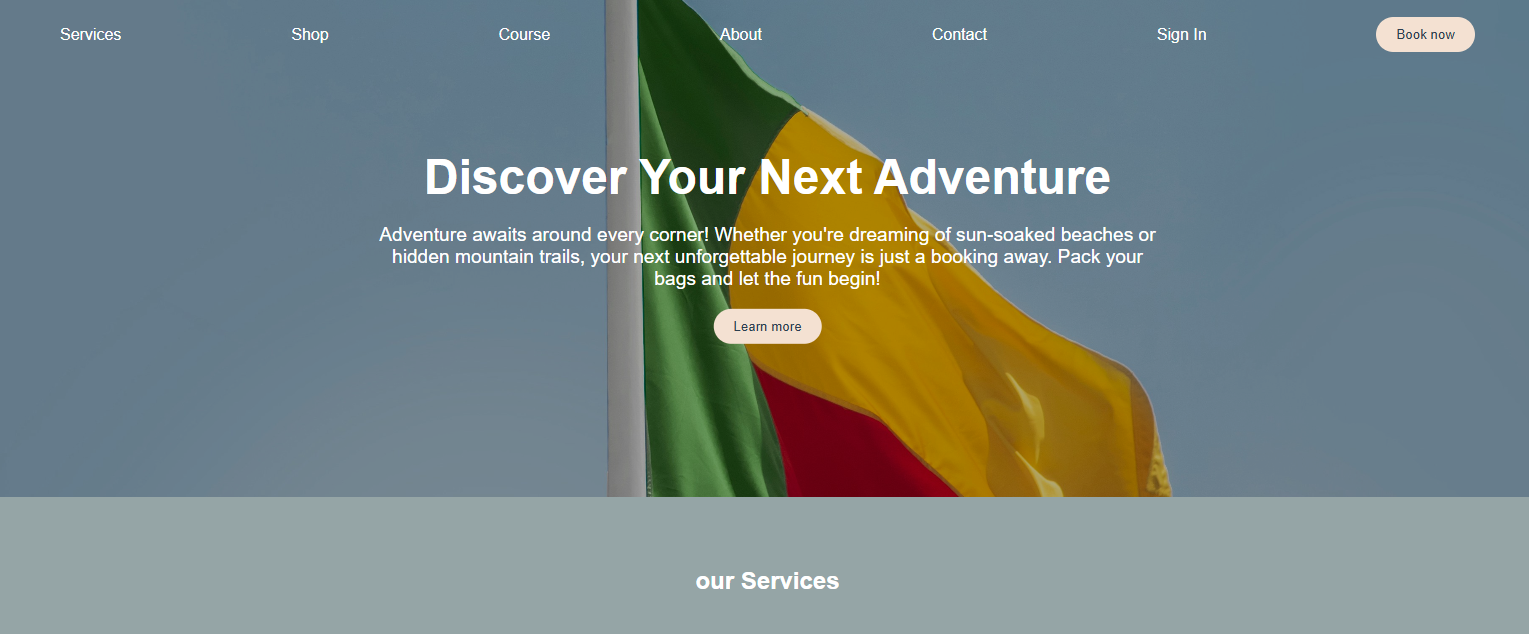 Services Shop Course About Contact Sign In Book now
Discover Your Next Adventure
Adventure awaits around every corner! Whether you're dreaming of sun-soaked beaches or
hidden mountain trails, your next unforgettable journey is just a booking away. Pack your
bags and let the fun begin!
Learn more
our Services